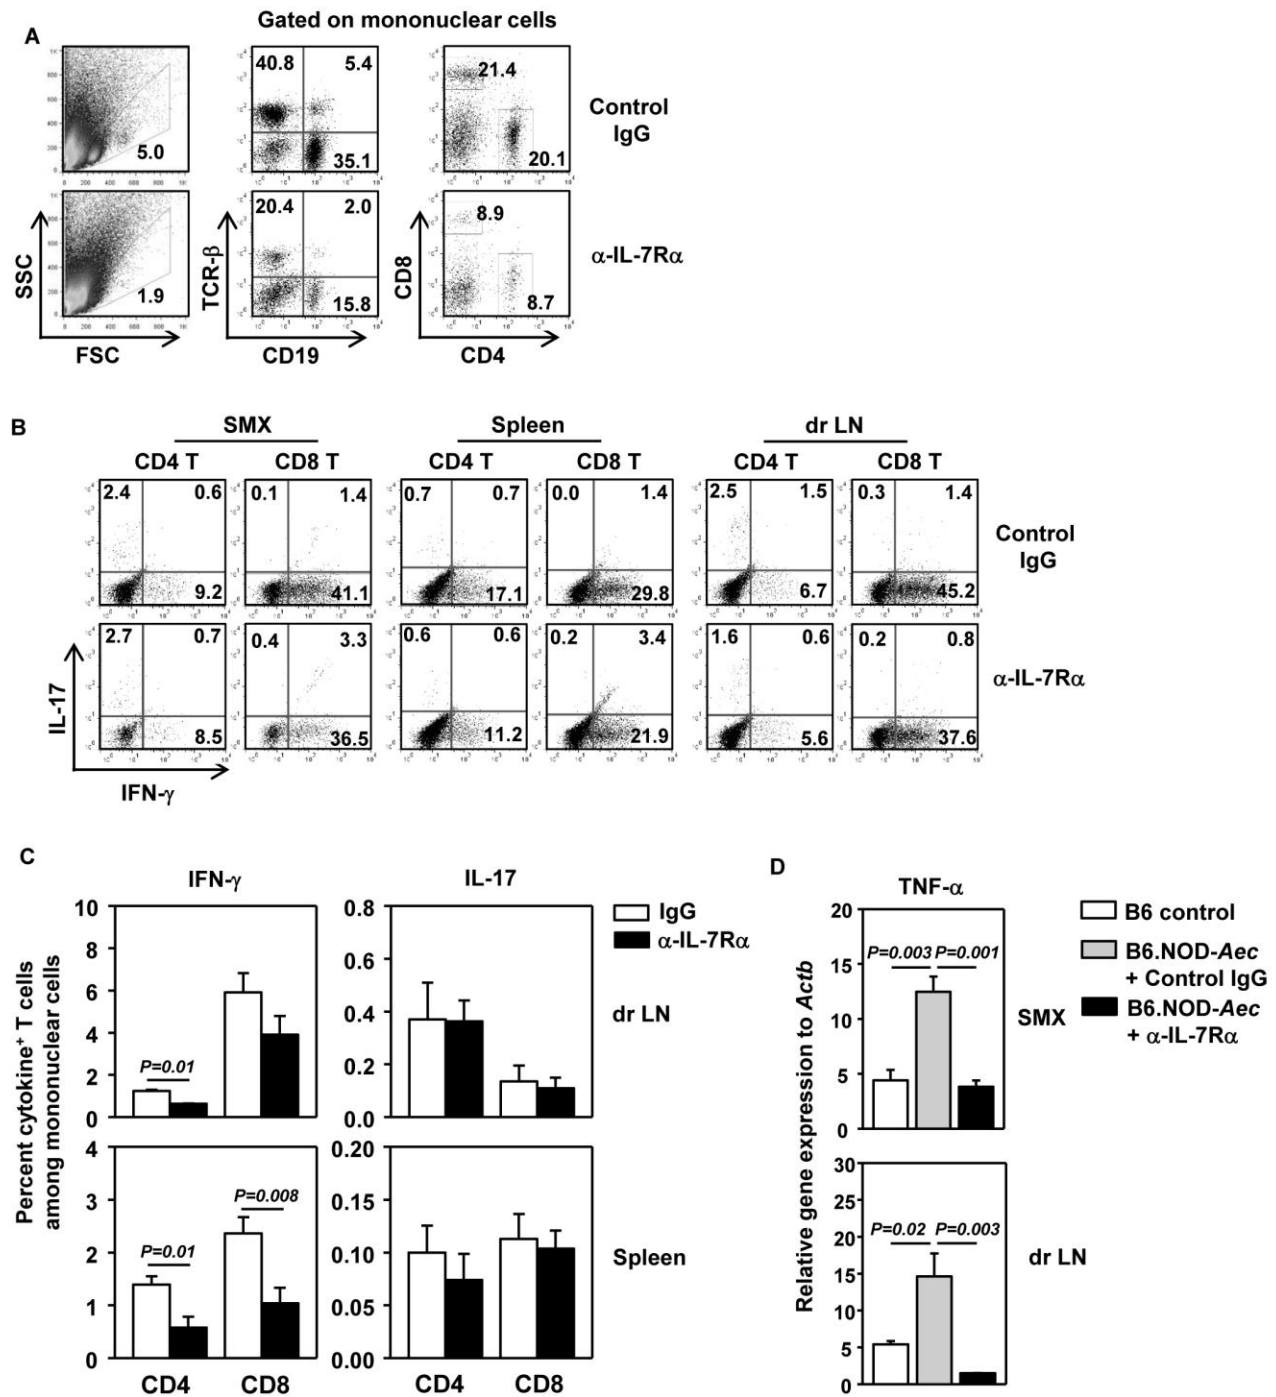 A
Gated on mononuclear cells
40.8 5.4
21.4
5.0
35.1
20.1
Control
IgG
20.4 2.0
8.9
1.9
15.8
8.7
α-IL-7Rα
SSC
TCR-β
CD8
FSC
CD19
CD4
B
SMX Spleen dr LN
CD4 T CD8 T CD4 T CD8 T CD4 T CD8 T
2.4 0.6 0.1 1.4 0.7 0.7 0.0 1.4 2.5 1.5 0.3 1.4
9.2 41.1 17.1 29.8 6.7 45.2
Control
IgG
2.7 0.7 0.4 3.3 0.6 0.6 0.2 3.4 1.6 0.6 0.2 0.8
8.5 36.5 11.2 21.9 5.6 37.6
α-IL-7Rα
IL-17
IFN-γ
C
IFN-γ IL-17
Percent cytokine⁺ T cells
among mononuclear cells
10
8
6
4
2
0
P=0.01
0.8
0.6
0.4
0.2
0.0
IgG
α-IL-7Rα
dr LN
4
3
2
1
0
P=0.01
P=0.008
0.20
0.15
0.10
0.05
0.00
Spleen
CD4 CD8 CD4 CD8
D
TNF-α
Relative gene expression to Actb
20
15
10
5
0
P=0.003 P=0.001
SMX
B6 control
B6.NOD-Aec
+ Control IgG
B6.NOD-Aec
+ α-IL-7Rα
30
25
20
15
10
5
0
P=0.02 P=0.003
dr LN